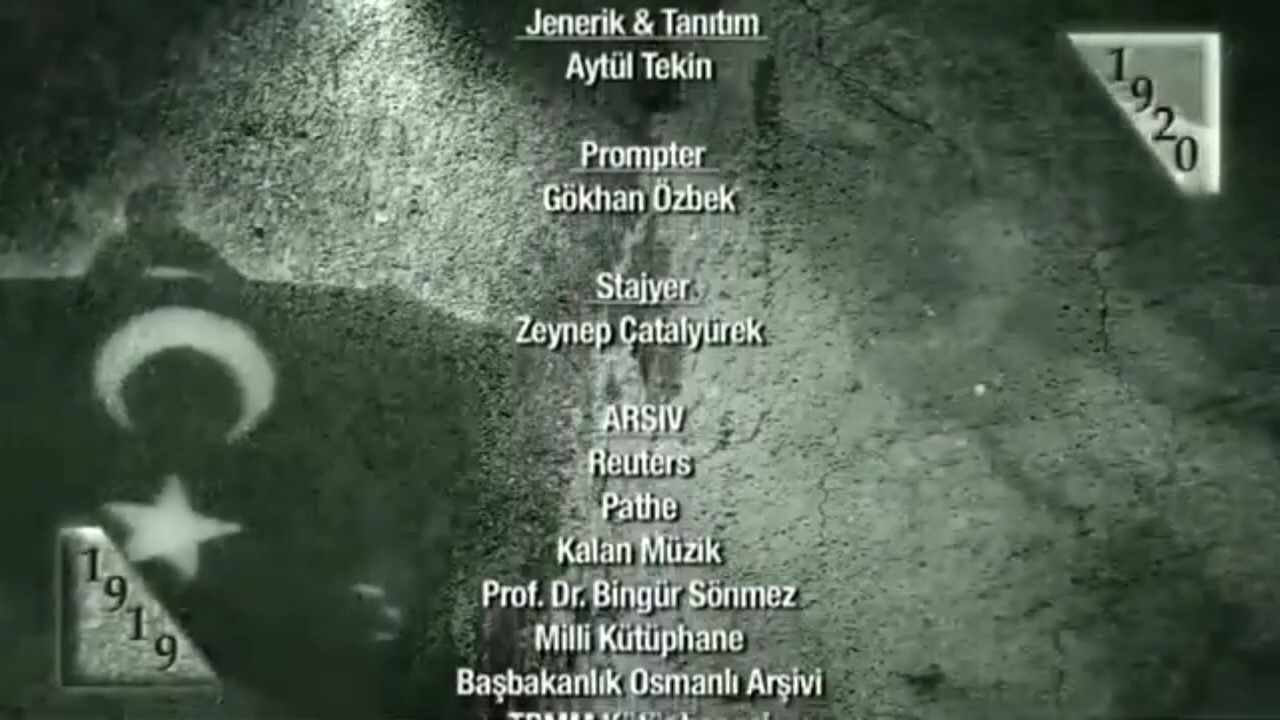 Jenerik & Tanıtım
Aytül Tekin
1920
Prompter
Gökhan Özbek
Stajyer
Zeynep Çatalyürek
ARŞİV
Reuters
Pathe
Kalan Müzik
Prof. Dr. Bingür Sönmez
Milli Kütüphane
1919
Başbakanlık Osmanlı Arşivi